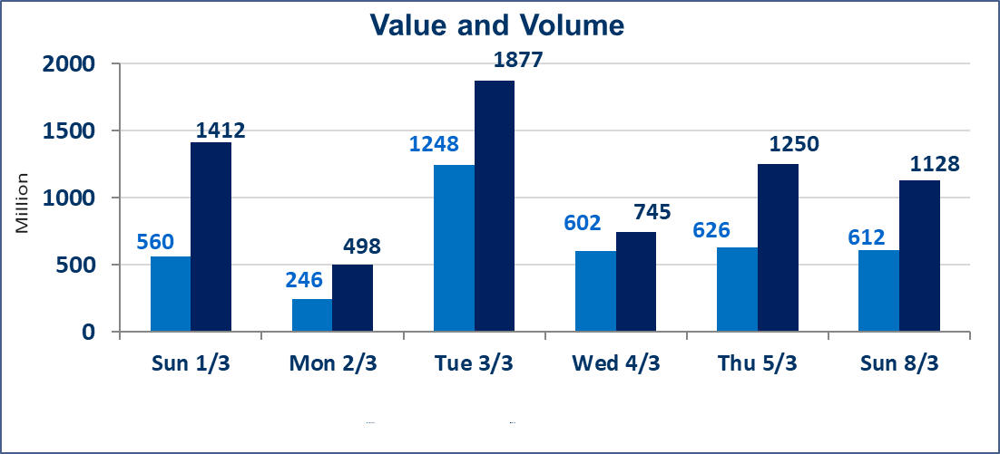 Value and Volume
Million
2000
1500
1000
500
0
560
1412
246
498
1248
1877
602
745
626
1250
612
1128
Sun 1/3
Mon 2/3
Tue 3/3
Wed 4/3
Thu 5/3
Sun 8/3